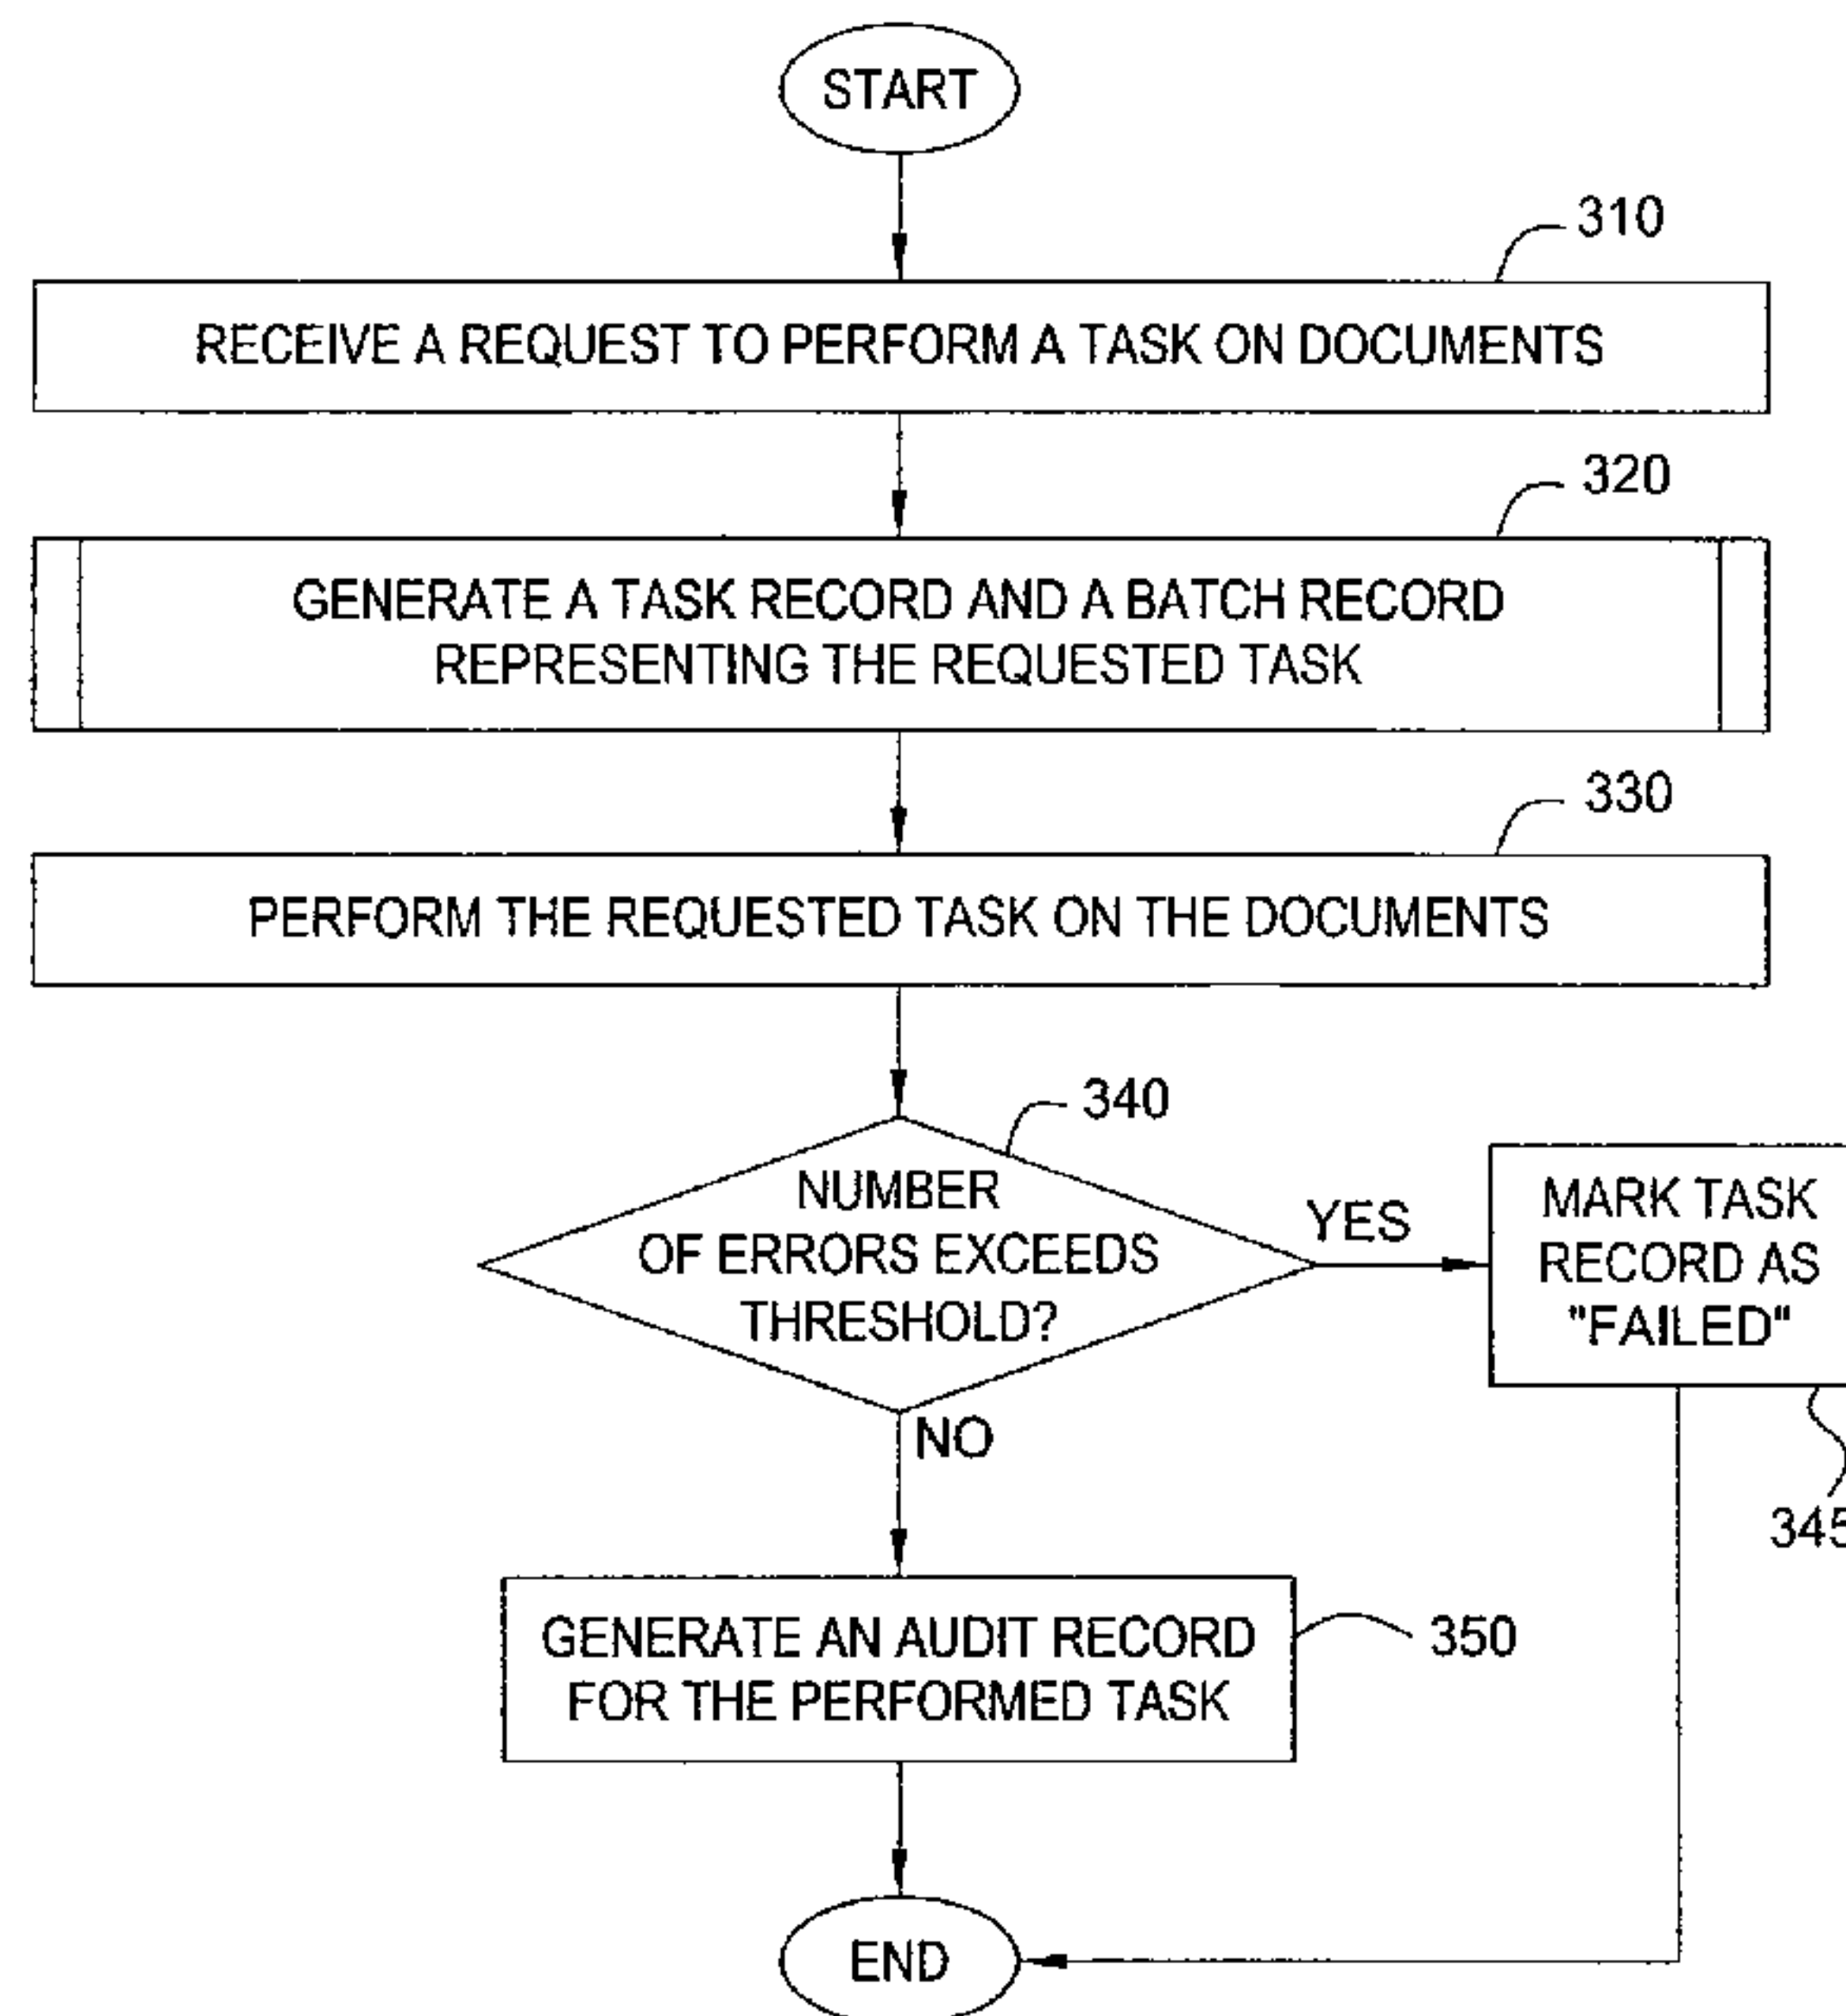 START
310
RECEIVE A REQUEST TO PERFORM A TASK ON DOCUMENTS
320
GENERATE A TASK RECORD AND A BATCH RECORD
REPRESENTING THE REQUESTED TASK
330
PERFORM THE REQUESTED TASK ON THE DOCUMENTS
340
NUMBER
OF ERRORS EXCEEDS
THRESHOLD?
YES
MARK TASK
RECORD AS
"FAILED"
345
NO
GENERATE AN AUDIT RECORD
FOR THE PERFORMED TASK
350
END